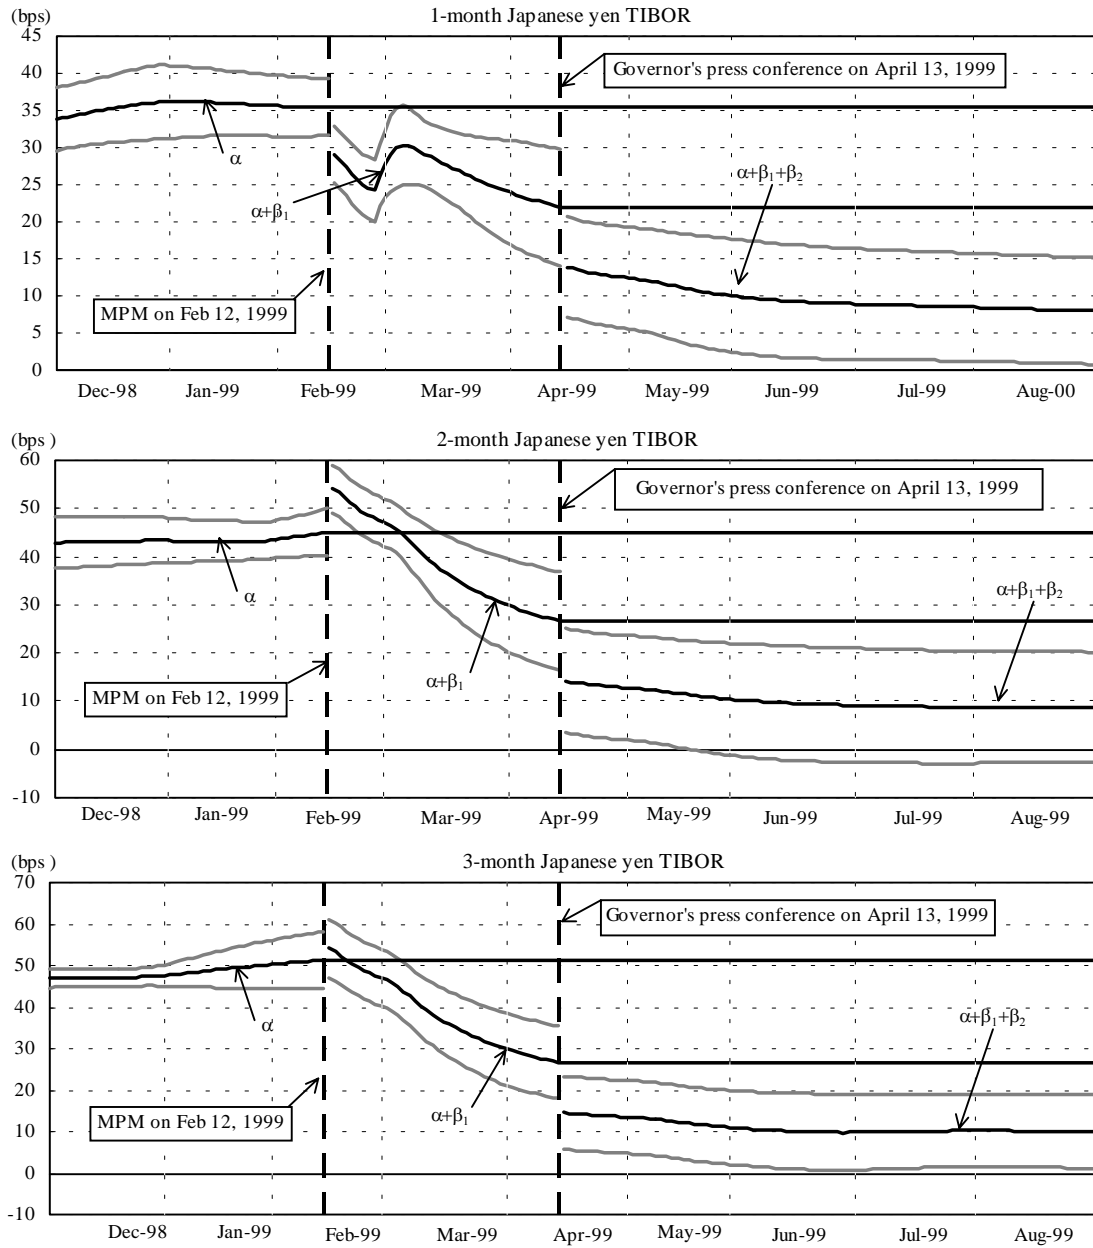 (bps)
1-month Japanese yen TIBOR
45
40
35
30
25
20
15
10
5
0
Governor's press conference on April 13, 1999
α
α+β1
α+β1+β2
MPM on Feb 12, 1999
Dec-98 Jan-99 Feb-99 Mar-99 Apr-99 May-99 Jun-99 Jul-99 Aug-00
(bps )
2-month Japanese yen TIBOR
60
50
40
30
20
10
0
-10
Governor's press conference on April 13, 1999
α
α+β1
α+β1+β2
MPM on Feb 12, 1999
Dec-98 Jan-99 Feb-99 Mar-99 Apr-99 May-99 Jun-99 Jul-99 Aug-99
(bps )
3-month Japanese yen TIBOR
70
60
50
40
30
20
10
0
-10
Governor's press conference on April 13, 1999
α
α+β1
α+β1+β2
MPM on Feb 12, 1999
Dec-98 Jan-99 Feb-99 Mar-99 Apr-99 May-99 Jun-99 Jul-99 Aug-99